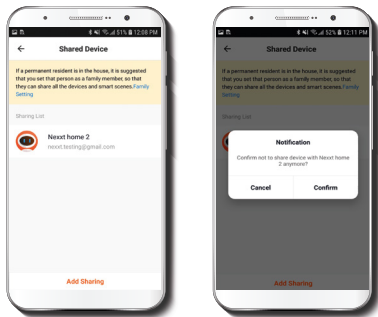 51% 12:08 PM
Shared Device
If a permanent resident is in the house, it is suggested
that you set that person as a family member, so that
they can share all the devices and smart scenes.Family
Setting
Sharing List
Nexxt home 2
nexxt.testing@gmail.com
Add Sharing
52% 12:11 PM
Shared Device
If a permanent resident is in the house, it is suggested
that you set that person as a family member, so that
they can share all the devices and smart scenes.Family
Setting
Sharing List
Notification
Confirm not to share device with Nexxt home
2 anymore?
Cancel Confirm
Add Sharing